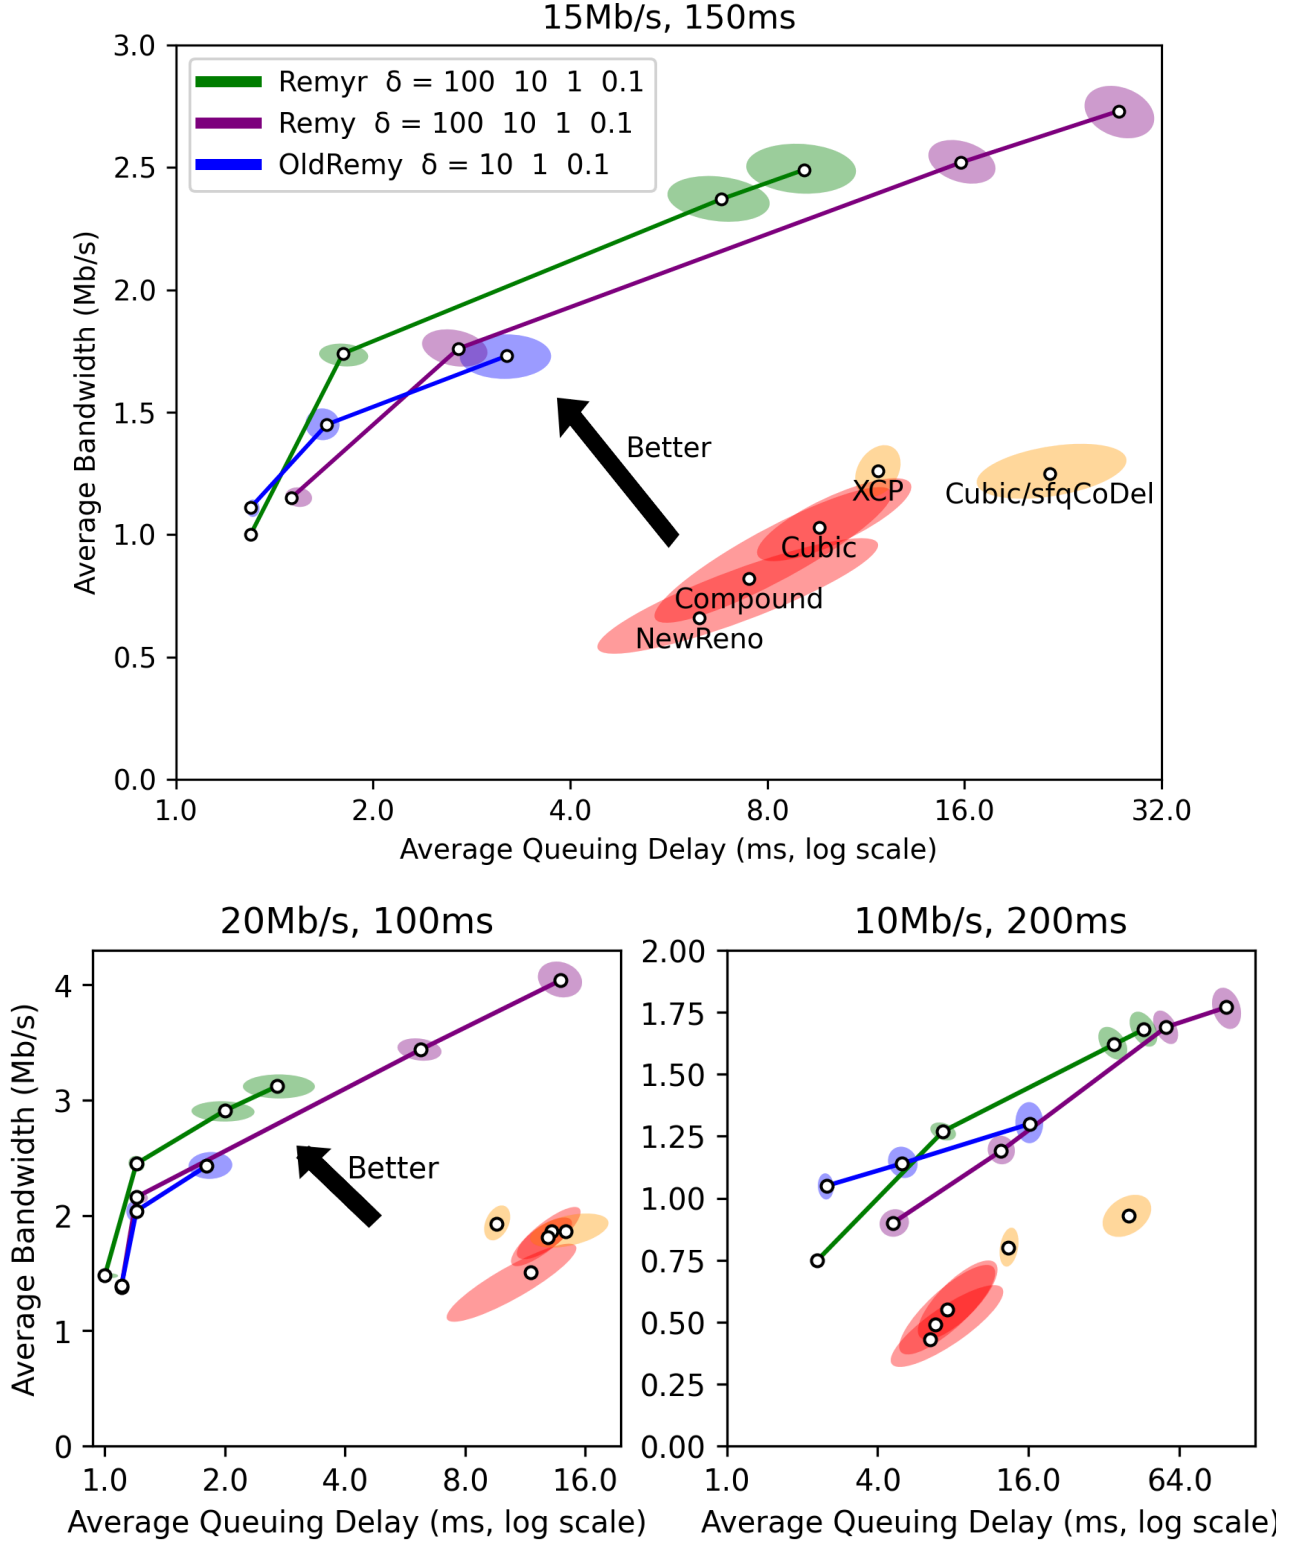 15Mb/s, 150ms
3.0
2.5
2.0
1.5
1.0
0.5
0.0
Average Bandwidth (Mb/s)
Remyr δ = 100 10 1 0.1
Remy δ = 100 10 1 0.1
OldRemy δ = 10 1 0.1
Better
XCP
Cubic/sfqCoDel
Cubic
Compound
NewReno
1.0 2.0 4.0 8.0 16.0 32.0
Average Queuing Delay (ms, log scale)
20Mb/s, 100ms
4
3
2
1
0
Average Bandwidth (Mb/s)
Better
1.0 2.0 4.0 8.0 16.0
Average Queuing Delay (ms, log scale)
10Mb/s, 200ms
2.00
1.75
1.50
1.25
1.00
0.75
0.50
0.25
0.00
1.0 4.0 16.0 64.0
Average Queuing Delay (ms, log scale)